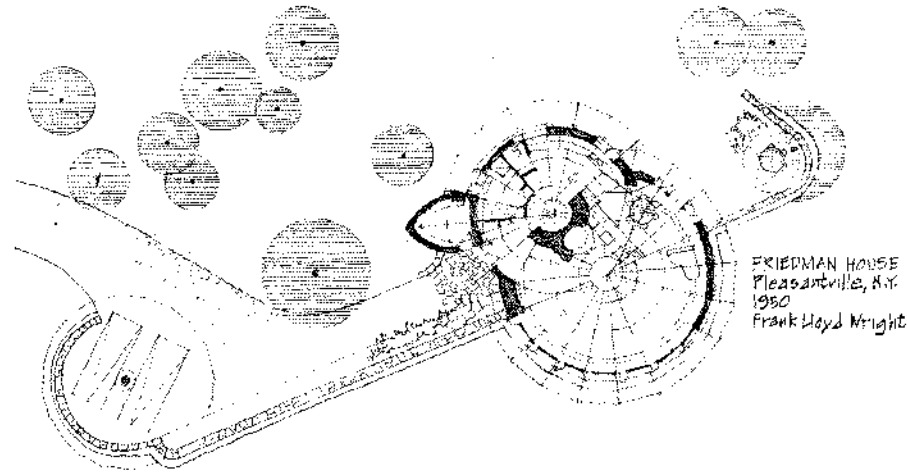 FRIEDMAN HOUSE
Pleasantville, N.Y.
1950
Frank Lloyd Wright